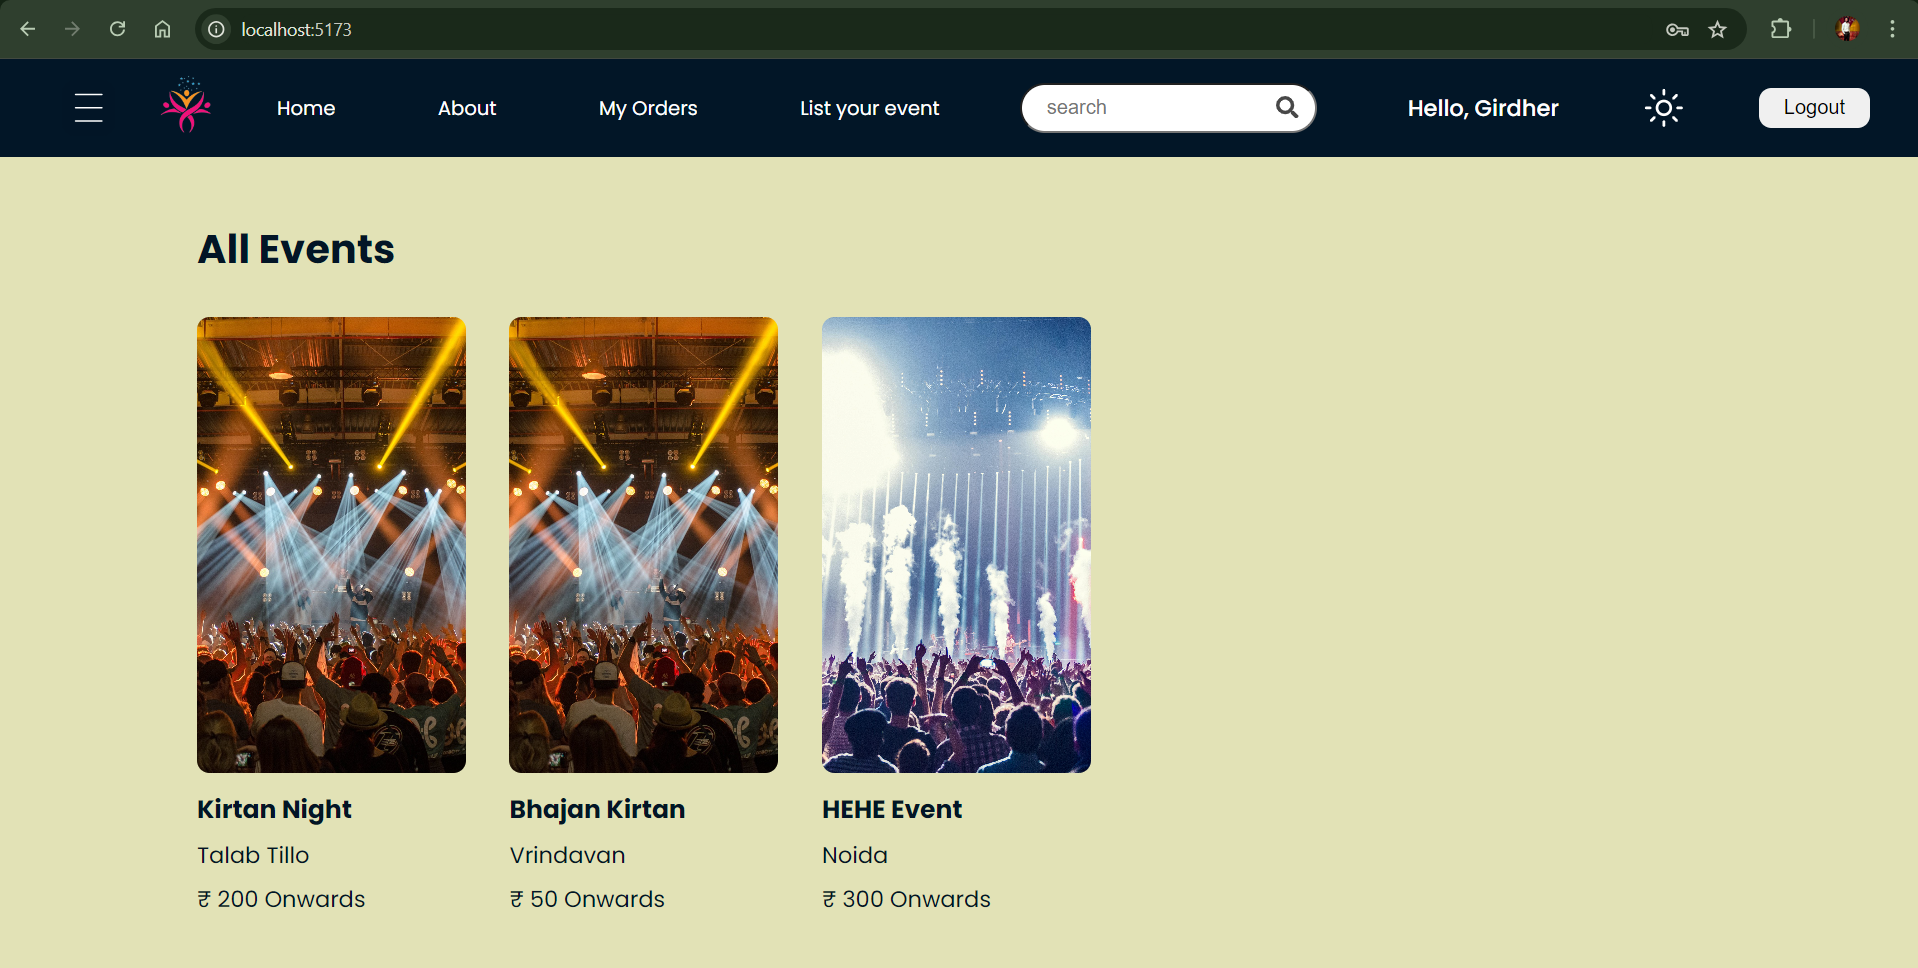 localhost:5173
Home About My Orders List your event search Hello, Girdher Logout
All Events
Kirtan Night Bhajan Kirtan HEHE Event
Talab Tillo Vrindavan Noida
₹ 200 Onwards ₹ 50 Onwards ₹ 300 Onwards